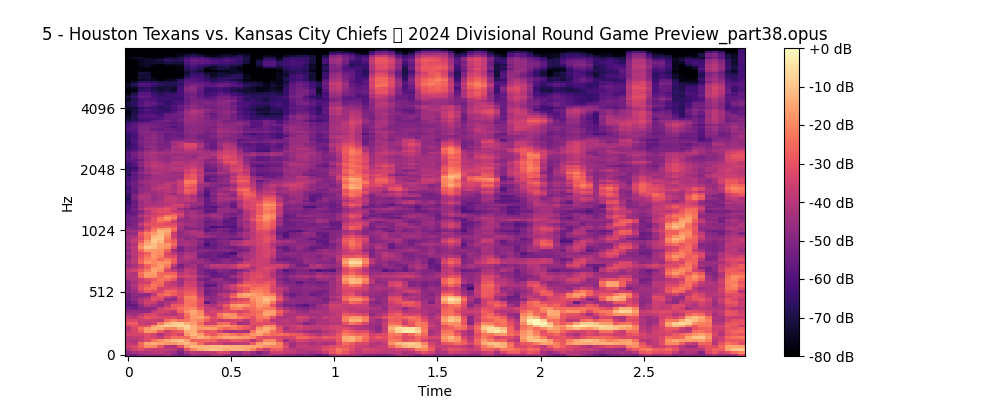 5 - Houston Texans vs. Kansas City Chiefs ▯ 2024 Divisional Round Game Preview_part38.opus
+0 dB
-10 dB
-20 dB
-30 dB
-40 dB
-50 dB
-60 dB
-70 dB
-80 dB
4096
2048
1024
512
0
Hz
0
0.5
1
1.5
2
2.5
Time